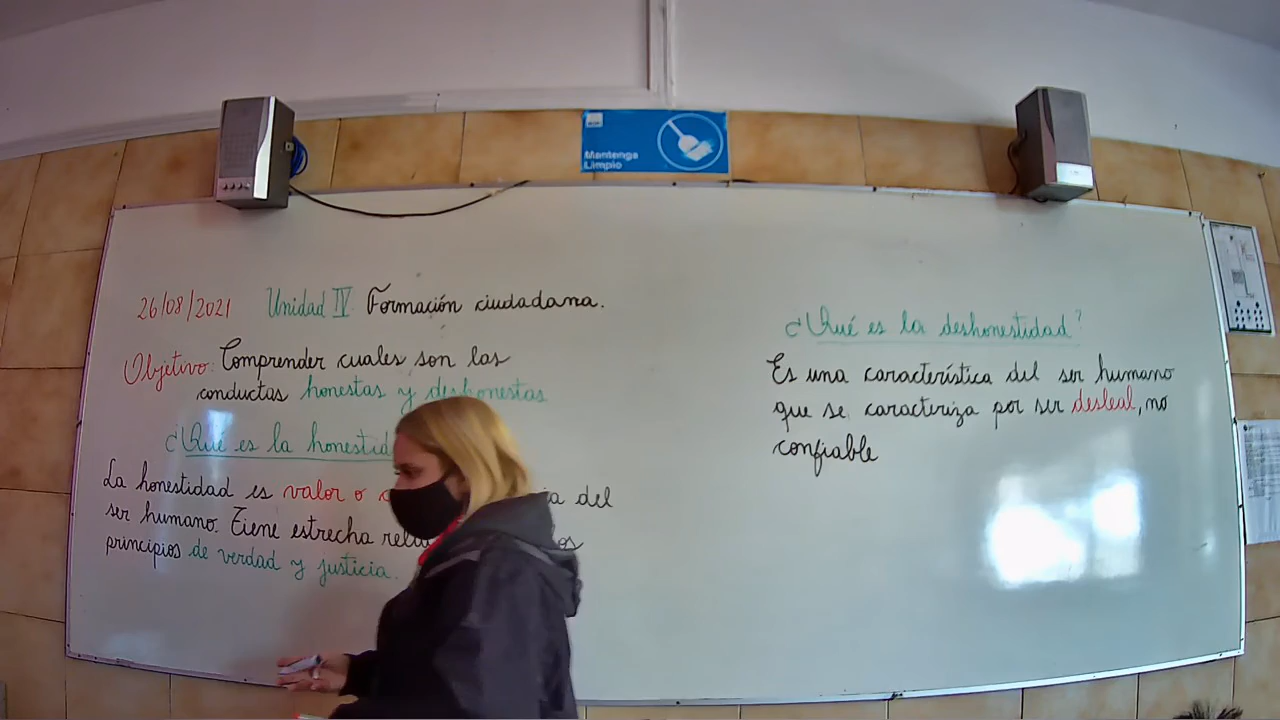 Mantenga
Limpio
26/08/2021 Unidad IV Formación ciudadana.
Objetivo: Comprender cuales son las
conductas honestas y deshonestas
¿Qué es la
La honestidad es valor o del
ser humano. Tiene estrecha
principios de verdad y justicia.
¿Qué es la deshonestidad?
Es una característica del ser humano
que se caracteriza por ser desleal, no
confiable